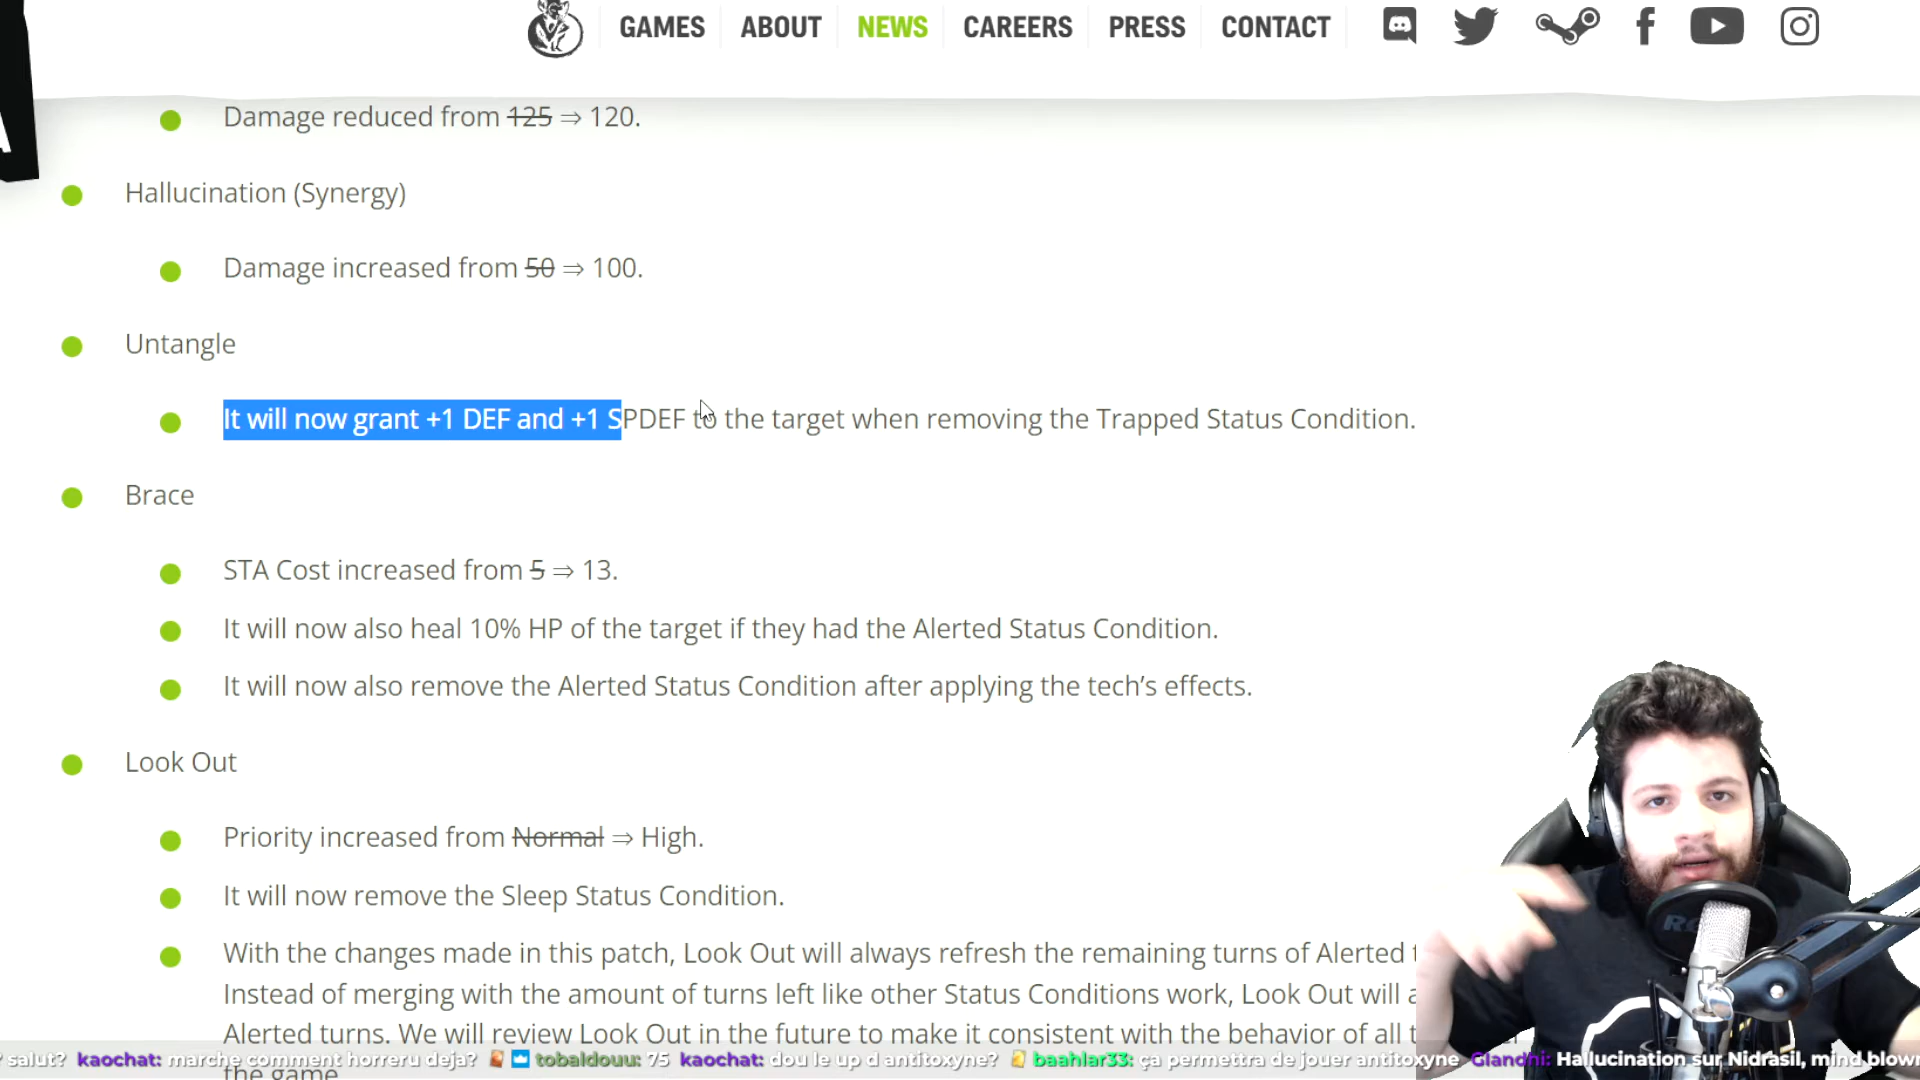 GAMES ABOUT NEWS CAREERS PRESS CONTACT
Damage reduced from 125 ⇒ 120.
Hallucination (Synergy)
Damage increased from 50 ⇒ 100.
Untangle
It will now grant +1 DEF and +1 SPDEF to the target when removing the Trapped Status Condition.
Brace
STA Cost increased from 5 ⇒ 13.
It will now also heal 10% HP of the target if they had the Alerted Status Condition.
It will now also remove the Alerted Status Condition after applying the tech’s effects.
Look Out
Priority increased from Normal ⇒ High.
It will now remove the Sleep Status Condition.
With the changes made in this patch, Look Out will always refresh the remaining turns of Alerted
Instead of merging with the amount of turns left like other Status Conditions work, Look Out will
Alerted turns. We will review Look Out in the future to make it consistent with the behavior of all
salut? kaochat: marche comment horreru deja? tobaldouu: 75 kaochat: dou le up d antitoxyne? baahlar33: ça permettra de jouer antitoxyne Glandhi: Hallucination sur Nidrasil, mind blown
the game